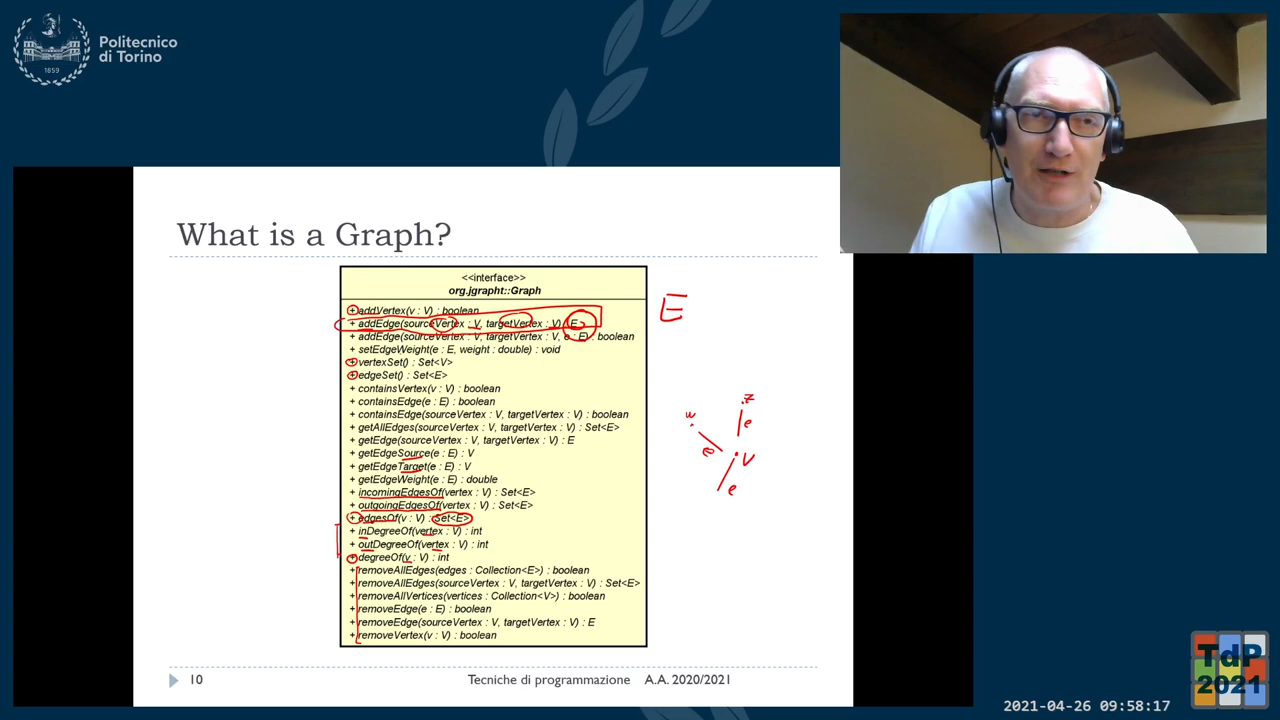 Politecnico
di Torino
1859
What is a Graph?
<<interface>>
org.jgrapht::Graph
+ addVertex(v : V) : boolean
+ addEdge(sourceVertex : V, targetVertex : V) : E
+ addEdge(sourceVertex : V, targetVertex : V, e : E) : boolean
+ setEdgeWeight(e : E, weight : double) : void
+ vertexSet() : Set<V>
+ edgeSet() : Set<E>
+ containsVertex(v : V) : boolean
+ containsEdge(e : E) : boolean
+ containsEdge(sourceVertex : V, targetVertex : V) : boolean
+ getAllEdges(sourceVertex : V, targetVertex : V) : Set<E>
+ getEdge(sourceVertex : V, targetVertex : V) : E
+ getEdgeSource(e : E) : V
+ getEdgeTarget(e : E) : V
+ getEdgeWeight(e : E) : double
+ incomingEdgesOf(vertex : V) : Set<E>
+ outgoingEdgesOf(vertex : V) : Set<E>
+ edgesOf(v : V) : Set<E>
+ inDegreeOf(vertex : V) : int
+ outDegreeOf(vertex : V) : int
+ degreeOf(v : V) : int
+ removeAllEdges(edges : Collection<E>) : boolean
+ removeAllEdges(sourceVertex : V, targetVertex : V) : Set<E>
+ removeAllVertices(vertices : Collection<V>) : boolean
+ removeEdge(e : E) : boolean
+ removeEdge(sourceVertex : V, targetVertex : V) : E
+ removeVertex(v : V) : boolean
E
z
w
e
e
V
e
10
Tecniche di programmazione A.A. 2020/2021
TdP
2021
2021-04-26 09:58:17